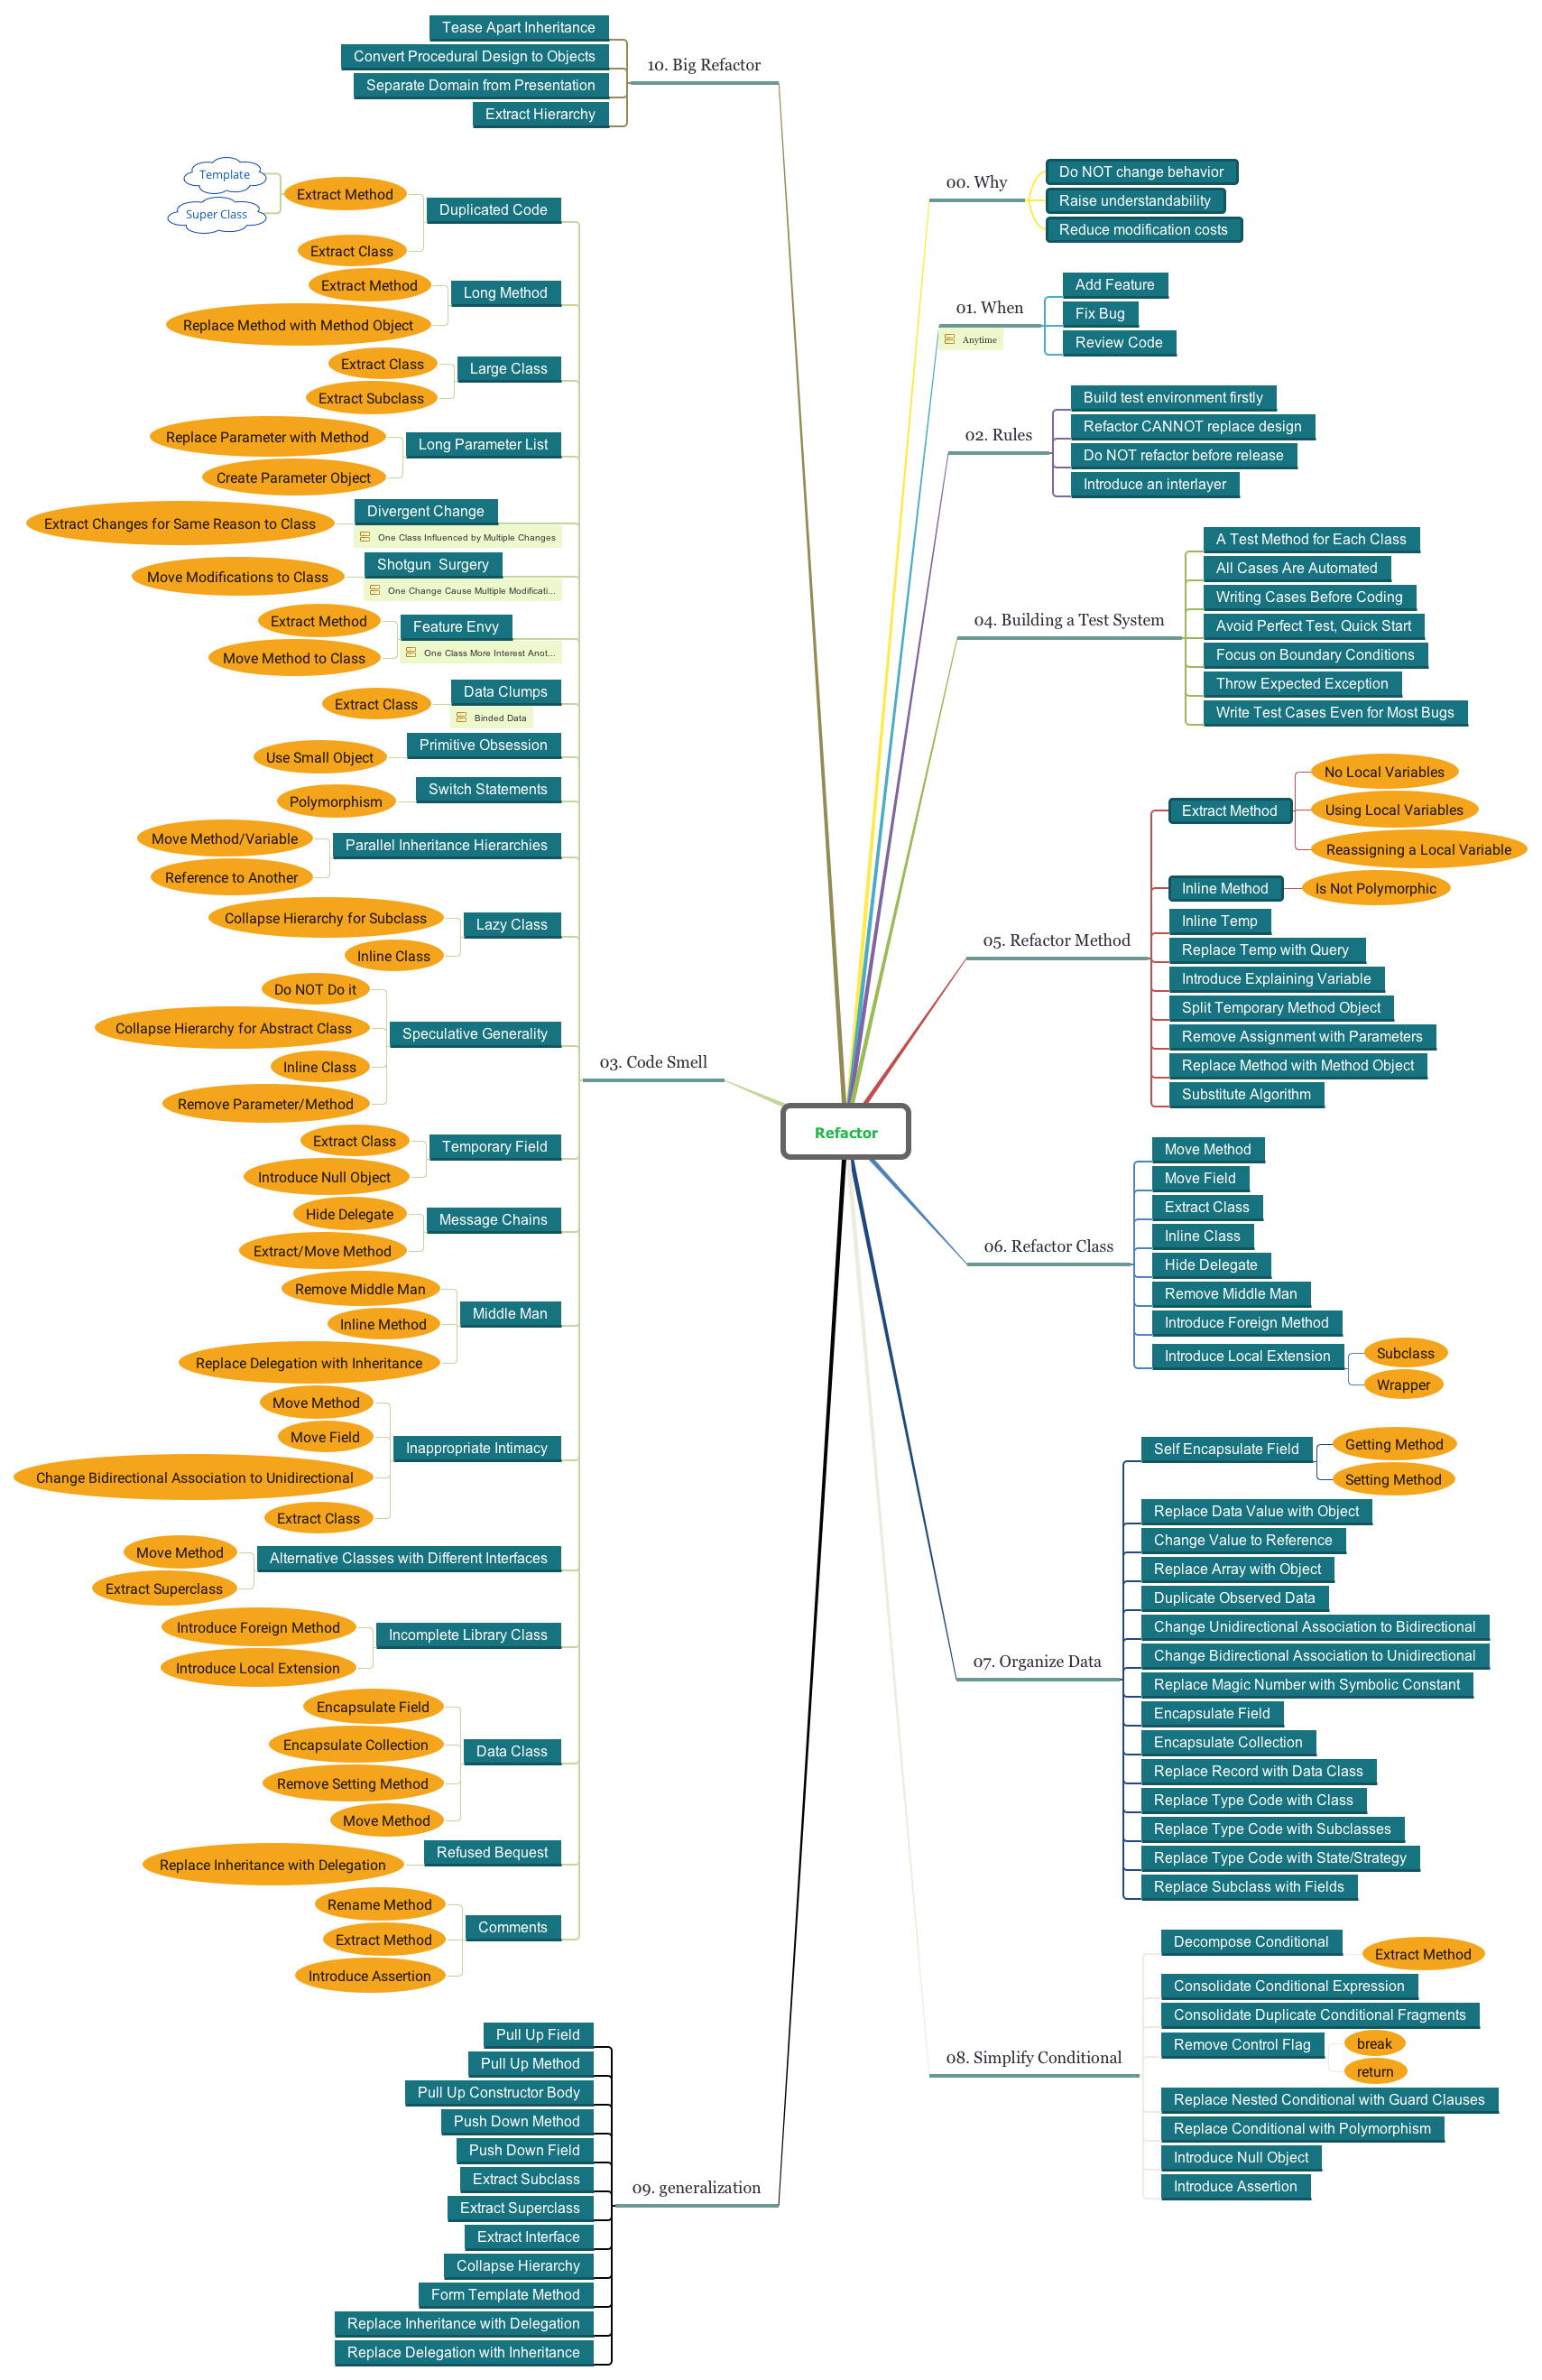 Refactor
00. Why
Do NOT change behavior
Raise understandability
Reduce modification costs
01. When
Anytime
Add Feature
Fix Bug
Review Code
02. Rules
Build test environment firstly
Refactor CANNOT replace design
Do NOT refactor before release
Introduce an interlayer
03. Code Smell
Duplicated Code
Extract Method
Template
Super Class
Extract Class
Long Method
Extract Method
Replace Method with Method Object
Large Class
Extract Class
Extract Subclass
Long Parameter List
Replace Parameter with Method
Create Parameter Object
Divergent Change
One Class Influenced by Multiple Changes
Extract Changes for Same Reason to Class
Shotgun  Surgery
One Change Cause Multiple Modificati...
Move Modifications to Class
Feature Envy
One Class More Interest Anot...
Extract Method
Move Method to Class
Data Clumps
Binded Data
Extract Class
Primitive Obsession
Use Small Object
Switch Statements
Polymorphism
Parallel Inheritance Hierarchies
Move Method/Variable
Reference to Another
Lazy Class
Collapse Hierarchy for Subclass
Inline Class
Speculative Generality
Do NOT Do it
Collapse Hierarchy for Abstract Class
Inline Class
Remove Parameter/Method
Temporary Field
Extract Class
Introduce Null Object
Message Chains
Hide Delegate
Extract/Move Method
Middle Man
Remove Middle Man
Inline Method
Replace Delegation with Inheritance
Inappropriate Intimacy
Move Method
Move Field
Change Bidirectional Association to Unidirectional
Extract Class
Alternative Classes with Different Interfaces
Move Method
Extract Superclass
Incomplete Library Class
Introduce Foreign Method
Introduce Local Extension
Data Class
Encapsulate Field
Encapsulate Collection
Remove Setting Method
Move Method
Refused Bequest
Replace Inheritance with Delegation
Comments
Rename Method
Extract Method
Introduce Assertion
04. Building a Test System
A Test Method for Each Class
All Cases Are Automated
Writing Cases Before Coding
Avoid Perfect Test, Quick Start
Focus on Boundary Conditions
Throw Expected Exception
Write Test Cases Even for Most Bugs
05. Refactor Method
Extract Method
No Local Variables
Using Local Variables
Reassigning a Local Variable
Inline Method
Is Not Polymorphic
Inline Temp
Replace Temp with Query
Introduce Explaining Variable
Split Temporary Method Object
Remove Assignment with Parameters
Replace Method with Method Object
Substitute Algorithm
06. Refactor Class
Move Method
Move Field
Extract Class
Inline Class
Hide Delegate
Remove Middle Man
Introduce Foreign Method
Introduce Local Extension
Subclass
Wrapper
07. Organize Data
Self Encapsulate Field
Getting Method
Setting Method
Replace Data Value with Object
Change Value to Reference
Replace Array with Object
Duplicate Observed Data
Change Unidirectional Association to Bidirectional
Change Bidirectional Association to Unidirectional
Replace Magic Number with Symbolic Constant
Encapsulate Field
Encapsulate Collection
Replace Record with Data Class
Replace Type Code with Class
Replace Type Code with Subclasses
Replace Type Code with State/Strategy
Replace Subclass with Fields
08. Simplify Conditional
Decompose Conditional
Extract Method
Consolidate Conditional Expression
Consolidate Duplicate Conditional Fragments
Remove Control Flag
break
return
Replace Nested Conditional with Guard Clauses
Replace Conditional with Polymorphism
Introduce Null Object
Introduce Assertion
09. generalization
Pull Up Field
Pull Up Method
Pull Up Constructor Body
Push Down Method
Push Down Field
Extract Subclass
Extract Superclass
Extract Interface
Collapse Hierarchy
Form Template Method
Replace Inheritance with Delegation
Replace Delegation with Inheritance
10. Big Refactor
Tease Apart Inheritance
Convert Procedural Design to Objects
Separate Domain from Presentation
Extract Hierarchy